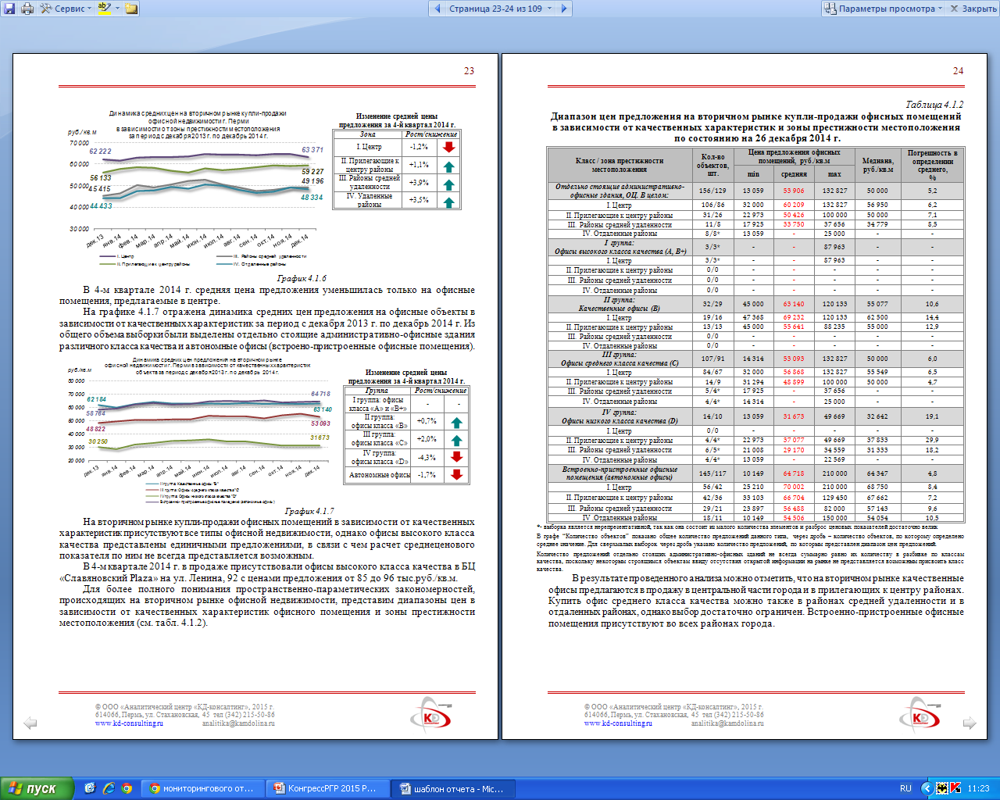 Сервис
Страница 23-24 из 109
Параметры просмотра
Закрыть
23
Динамика средних цен на вторичном рынке купли-продажи
офисной недвижимости г. Перми
в зависимости от зоны престижности местоположения
за период с декабря 2013 г. по декабрь 2014 г.
руб./кв.м
70 000
60 000
50 000
40 000
30 000
62 222
56 133
45 415
44 433
63 371
59 227
49 196
48 334
дек.13 янв.14 фев.14 мар.14 апр.14 май.14 июн.14 июл.14 авг.14 сен.14 окт.14 ноя.14 дек.14
I. Центр
III. Районы средней удаленности
II. Прилегающие к центру районы
IV. Отдаленные районы
Изменение средней цены
предложения за 4-й квартал 2014 г.
Зона Рост/снижение
I. Центр -1,2%
II. Прилегающие к
центру районы +1,1%
III. Районы средней
удаленности +3,9%
IV. Удаленные
районы +3,5%
График 4.1.6
В 4-м квартале 2014 г. средняя цена предложения уменьшилась только на офисные
помещения, предлагаемые в центре.
На графике 4.1.7 отражена динамика средних цен предложения на офисные объекты в
зависимости от качественных характеристик за период с декабря 2013 г. по декабрь 2014 г. Из
общего объема выборки были выделены отдельно стоящие административно-офисные здания
различного класса качества и автономные офисы (встроено-пристроенные офисные помещения).
Динамика средних цен предложения на вторичном рынке
офисной недвижимости г. Перми в зависимости от качественных характеристик
объекта за период с декабря 2013 г. по декабрь 2014 г.
руб./кв.м
80 000
70 000
60 000
50 000
40 000
30 000
20 000
62 184
58 764
48 822
30 250
64 718
63 140
53 093
31673
дек.13 янв.14 фев.14 мар.14 апр.14 май.14 июн.14 июл.14 авг.14 сен.14 окт.14 ноя.14 дек.14
II группа: Качественные офисы "B"
III группа: Офисы среднего класса качества "C"
IV группа: Офисы низкого класса качества "D"
Встроенно-пристроенные офисные помещения (автономные офисы)
Изменение средней цены
предложения за 4-й квартал 2014 г.
Группа Рост/снижение
I группа: офисы
класса «А» и «В+» - -
II группа:
офисы класса «В» +0,7%
III группа:
офисы класса «С» +2,0%
IV группа:
офисы класса «D» -4,3%
Автономные офисы -1,7%
График 4.1.7
На вторичном рынке купли-продажи офисных помещений в зависимости от качественных
характеристик присутствуют все типы офисной недвижимости, однако офисы высокого класса
качества представлены единичными предложениями, в связи с чем расчет среднеценового
показателя по ним не всегда представляется возможным.
В 4-м квартале 2014 г. в продаже присутствовали офисы высокого класса качества в БЦ
«Славяновский Plaza» на ул. Ленина, 92 с ценами предложения от 85 до 96 тыс.руб./кв.м.
Для более полного понимания пространственно-параметических закономерностей,
происходящих на вторичном рынке офисной недвижимости, представим диапазоны цен в
зависимости от качественных характеристик офисного помещения и зоны престижности
местоположения (см. табл. 4.1.2).
© ООО «Аналитический центр «КД-консалтинг», 2015 г.
614066, Пермь, ул. Стахановская, 45 тел (342) 215-50-86
www.kd-consulting.ru analitika@kamdolina.ru
24
Таблица 4.1.2
Диапазон цен предложения на вторичном рынке купли-продажи офисных помещений
в зависимости от качественных характеристик и зоны престижности местоположения
по состоянию на 26 декабря 2014 г.
Класс / зона престижности местоположения Кол-во объектов, шт. Цена предложения офисных помещений, руб./кв.м Медиана, руб./кв.м Погрешность в определении среднего, %
min средняя max
Отдельно стоящие административно-
офисные здания, ОЦ. В целом: 156/129 13 059 53 906 132 827 50 000 5,2
I. Центр 106/86 32 000 60 209 132 827 56 950 6,2
II. Прилегающие к центру районы 31/26 22 973 50 426 100 000 50 000 7,1
III. Районы средней удаленности 11/8 17 925 33 750 37 656 34 779 8,5
IV. Отдаленные районы 8/8* 13 059 - 25 000 - -
I группа:
Офисы высокого класса качества (А, В+) 3/3* - - 87 963 - -
I. Центр 3/3* - - 87 963 - -
II. Прилегающие к центру районы 0/0 - - - - -
III. Районы средней удаленности 0/0 - - - - -
IV. Отдаленные районы 0/0 - - - - -
II группа:
Качественные офисы (В) 32/29 45 000 63 140 120 133 55 077 10,6
I. Центр 19/16 47 368 69 232 120 133 62 500 14,4
II. Прилегающие к центру районы 13/13 45 000 55 641 88 235 55 000 12,9
III. Районы средней удаленности 0/0 - - - - -
IV. Отдаленные районы 0/0 - - - - -
III группа:
Офисы среднего класса качества (С) 107/91 14 314 53 093 132 827 50 000 6,0
I. Центр 84/67 32 000 56 868 132 827 55 549 6,5
II. Прилегающие к центру районы 14/9 31 294 48 899 100 000 50 000 4,7
III. Районы средней удаленности 5/4* 17 925 - 37 656 - -
IV. Отдаленные районы 4/4* 14 314 - 25 000 - -
IV группа:
Офисы низкого класса качества (D) 14/10 13 059 31 673 49 669 32 642 19,1
I. Центр 0/0 - - - - -
II. Прилегающие к центру районы 4/4* 22 973 37 077 49 669 37 833 29,9
III. Районы средней удаленности 6/5* 21 008 29 170 34 559 31 333 18,2
IV. Отдаленные районы 4/4* 13 059 - 22 569 - -
Встроенно-пристроенные офисные
помещения (автономные офисы) 145/117 10 149 64 718 210 000 64 347 4,8
I. Центр 56/42 25 210 70 002 210 000 68 750 8,4
II. Прилегающие к центру районы 42/36 33 103 66 704 129 450 67 662 7,2
III. Районы средней удаленности 29/21 23 897 56 488 82 000 57 143 9,6
IV. Отдаленные районы 18/11 10 149 54 506 150 000 54 054 10,5
*- выборка является нерепрезентативной, так как она состоит из малого количества элементов и разброс ценовых показателей достаточно велик
В графе "Количество объектов" показано общее количество предложений данного типа, через дробь – количество объектов, по которому определено
среднее значение. Для сверхмалых выборок через дробь указано количество предложений, по которым представлен диапазон цен предложений.
Количество предложений отдельно стоящих административно-офисных зданий не всегда суммарно равно их количеству в разбивке по классам
качества, поскольку некоторым строящимся объектам ввиду отсутствия открытой информации на рынке не представляется возможным присвоить класс
качества.
В результате проведенного анализа можно отметить, что на вторичном рынке качественные
офисы предлагаются в продажу в центральной части города и в прилегающих к центру районах.
Купить офис среднего класса качества можно также в районах средней удаленности и в
отдаленных районах, однако выбор достаточно ограничен. Встроенно-пристроенные офисные
помещения присутствуют во всех районах города.
© ООО «Аналитический центр «КД-консалтинг», 2015 г.
614066, Пермь, ул. Стахановская, 45 тел (342) 215-50-86
www.kd-consulting.ru analitika@kamdolina.ru
пуск
мониторингового от...
КонгрессРГР 2015 Р...
шаблон отчета - Mic...
RU
11:23